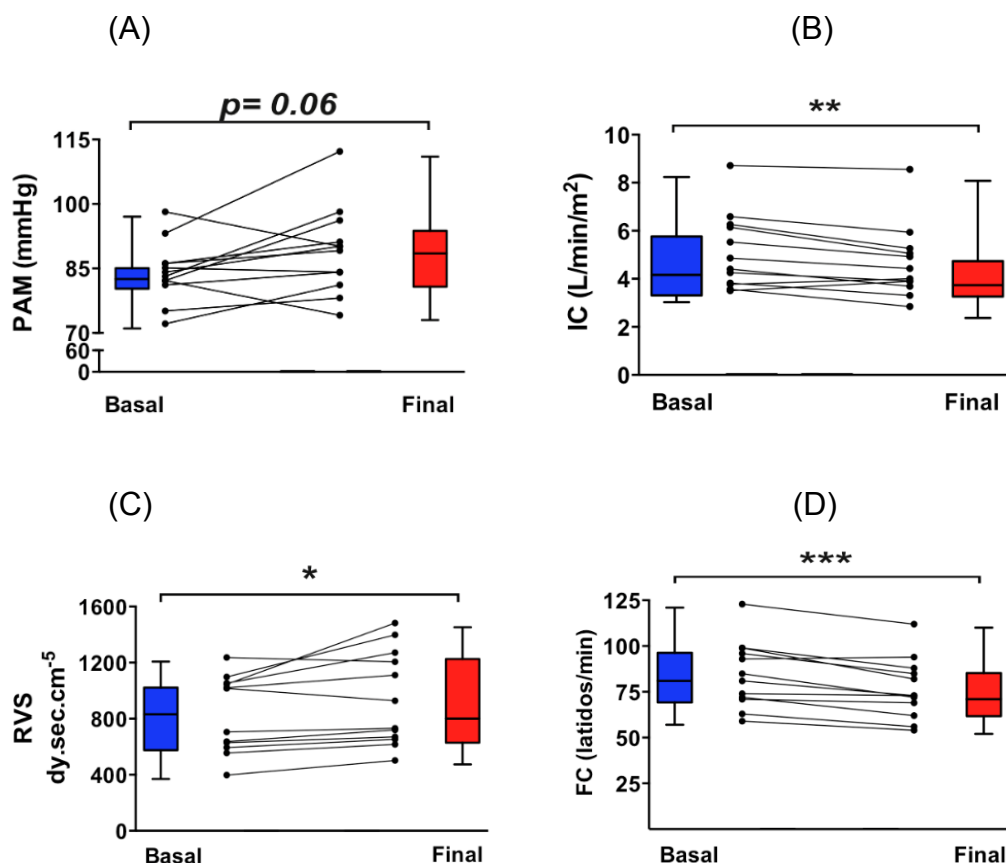 (A)
p= 0.06
PAM (mmHg)
115
100
85
70
60
0
Basal
Final
(B)
**
IC (L/min/m²)
10
8
6
4
2
0
Basal
Final
(C)
*
RVS
dy.sec.cm⁻⁵
1600
1200
800
400
0
Basal
Final
(D)
***
FC (latidos/min)
125
100
75
50
25
Basal
Final